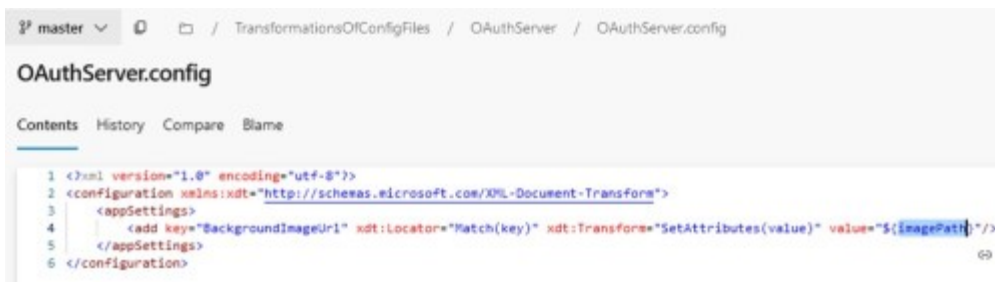 master / TransformationsOfConfigFiles / OAuthServer / OAuthServer.config
OAuthServer.config
Contents History Compare Blame
1 <?xml version="1.0" encoding="utf-8"?>
2 <configuration xmlns:xdt="http://schemas.microsoft.com/XML-Document-Transform">
3 <appSettings>
4 <add key="BackgroundImageUrl" xdt:Locator="Match(key)" xdt:Transform="SetAttributes(value)" value="${imagePath}"/>
5 </appSettings>
6 </configuration>